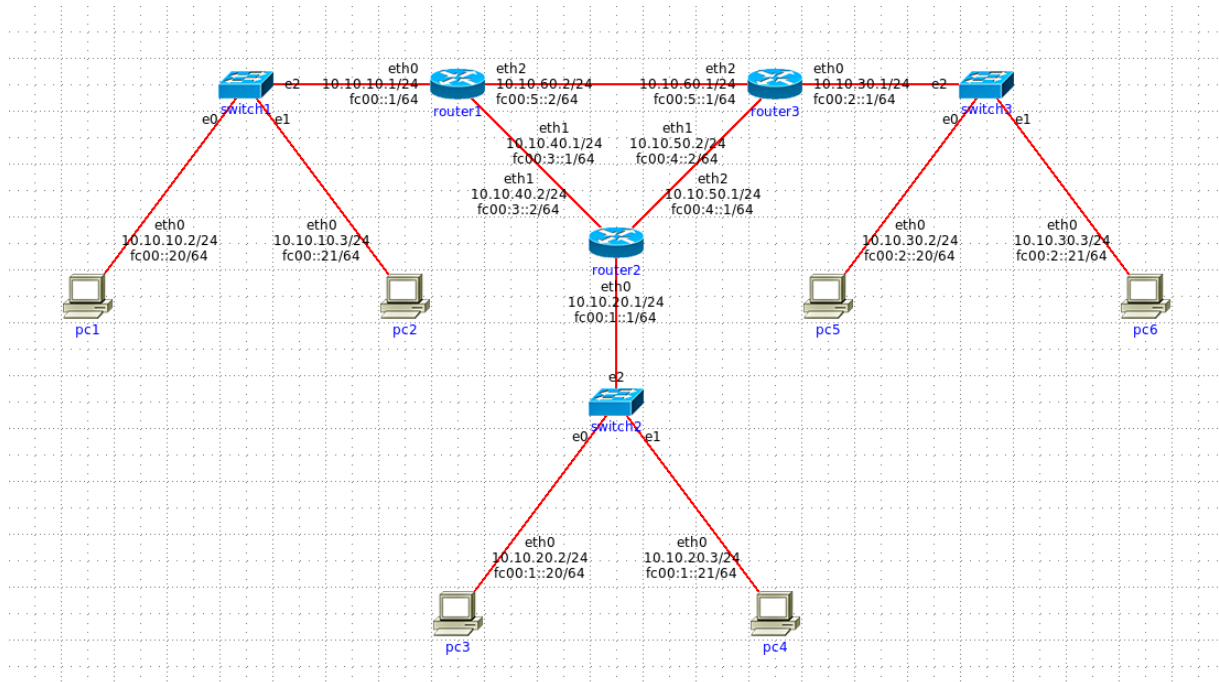 eth0
10.10.10.1/24
fc00::1/64
eth2
10.10.60.2/24
fc00:5::2/64
eth2
10.10.60.1/24
fc00:5::1/64
eth0
10.10.30.1/24
fc00:2::1/64
e2
switch1
e0
e1
router1
router3
e2
switch3
e0
e1
eth1
10.10.40.1/24
fc00:3::1/64
eth1
10.10.50.2/24
fc00:4::2/64
eth1
10.10.40.2/24
fc00:3::2/64
eth2
10.10.50.1/24
fc00:4::1/64
eth0
10.10.10.2/24
fc00::20/64
eth0
10.10.10.3/24
fc00::21/64
eth0
10.10.30.2/24
fc00:2::20/64
eth0
10.10.30.3/24
fc00:2::21/64
router2
eth0
10.10.20.1/24
fc00:1::1/64
pc1
pc2
pc5
pc6
e2
switch2
e0
e1
eth0
10.10.20.2/24
fc00:1::20/64
eth0
10.10.20.3/24
fc00:1::21/64
pc3
pc4